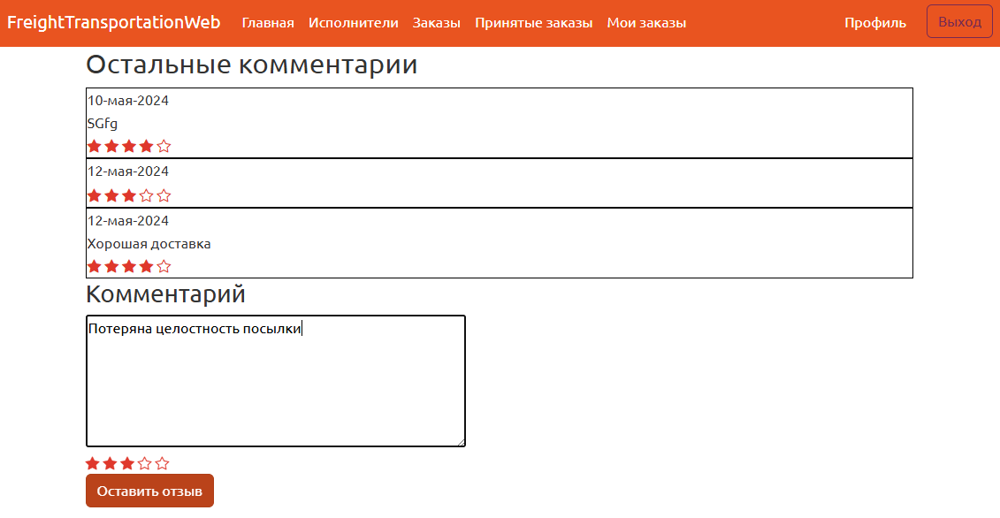 FreightTransportationWeb Главная Исполнители Заказы Принятые заказы Мои заказы Профиль Выход
Остальные комментарии
10-мая-2024
SGfg
12-мая-2024
12-мая-2024
Хорошая доставка
Комментарий
Потеряна целостность посылки
Оставить отзыв